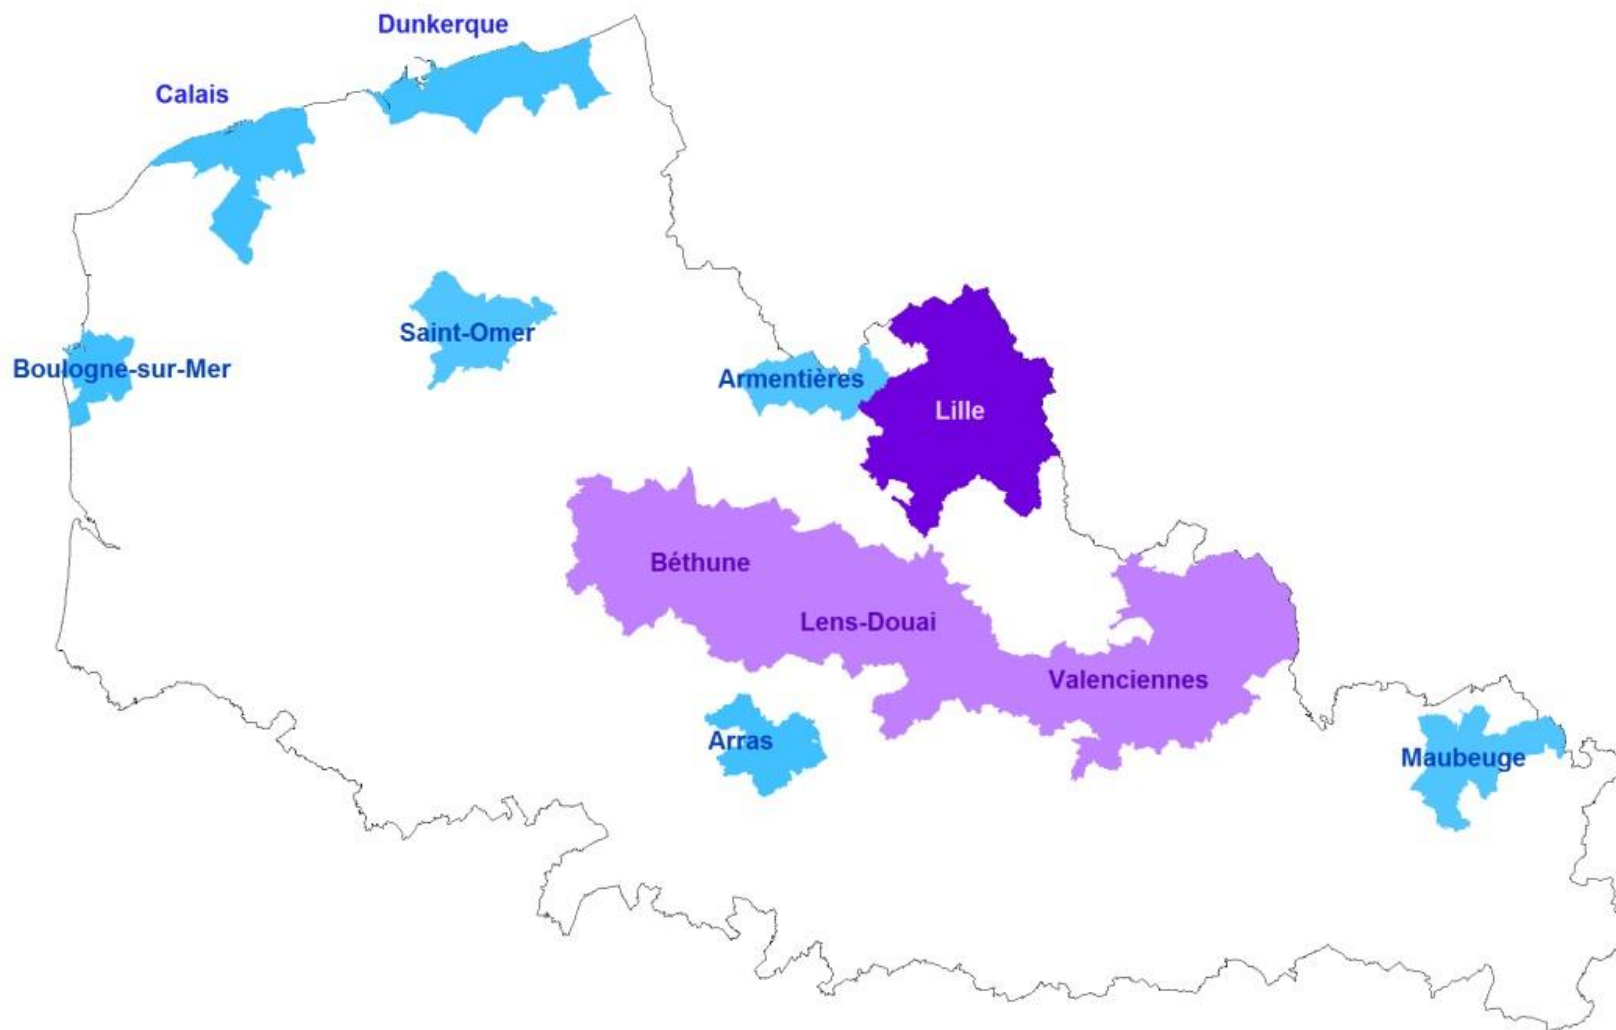 Dunkerque
Calais
Saint-Omer
Boulogne-sur-Mer
Armentières
Lille
Béthune
Lens-Douai
Valenciennes
Arras
Maubeuge